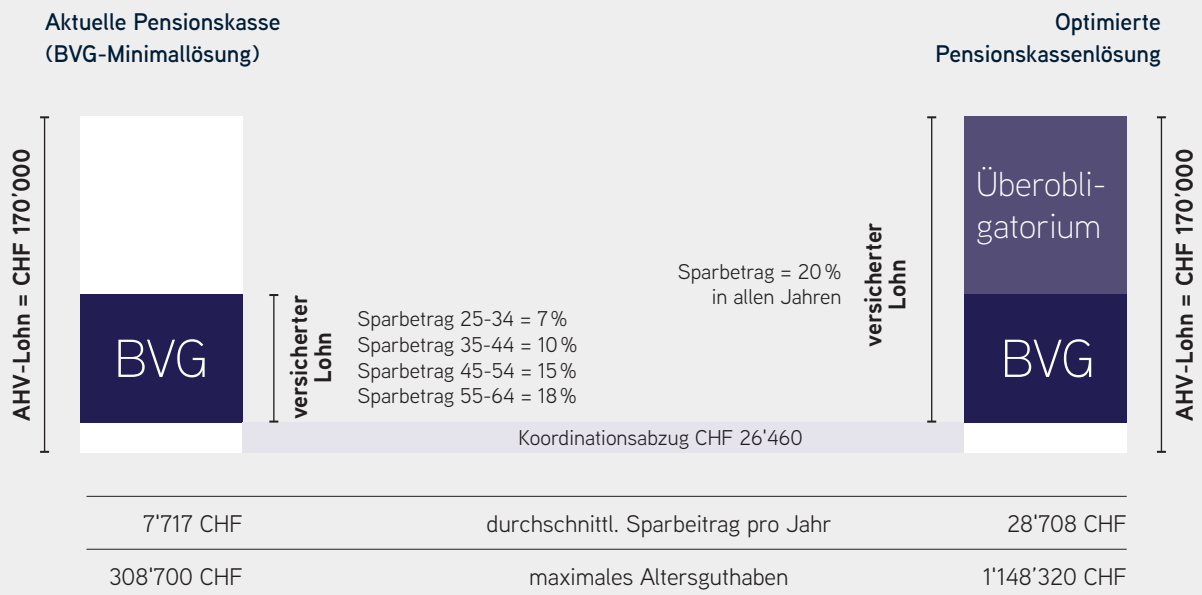 Aktuelle Pensionskasse
(BVG-Minimallösung)
Optimierte
Pensionskassenlösung
AHV-Lohn = CHF 170'000
BVG
versicherter
Lohn
Sparbetrag 25-34 = 7%
Sparbetrag 35-44 = 10%
Sparbetrag 45-54 = 15%
Sparbetrag 55-64 = 18%
Sparbetrag = 20%
in allen Jahren
versicherter
Lohn
Überobli-
gatorium
BVG
AHV-Lohn = CHF 170'000
Koordinationsabzug CHF 26'460
7'717 CHF durchschnittl. Sparbeitrag pro Jahr 28'708 CHF
308'700 CHF maximales Altersguthaben 1'148'320 CHF